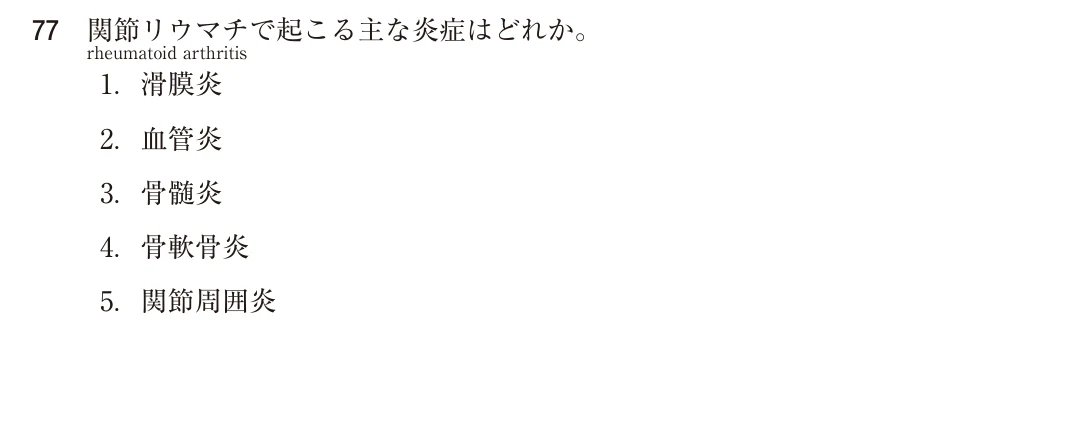 77 関節リウマチで起こる主な炎症はどれか。
rheumatoid arthritis
1. 滑膜炎
2. 血管炎
3. 骨髄炎
4. 骨軟骨炎
5. 関節周囲炎